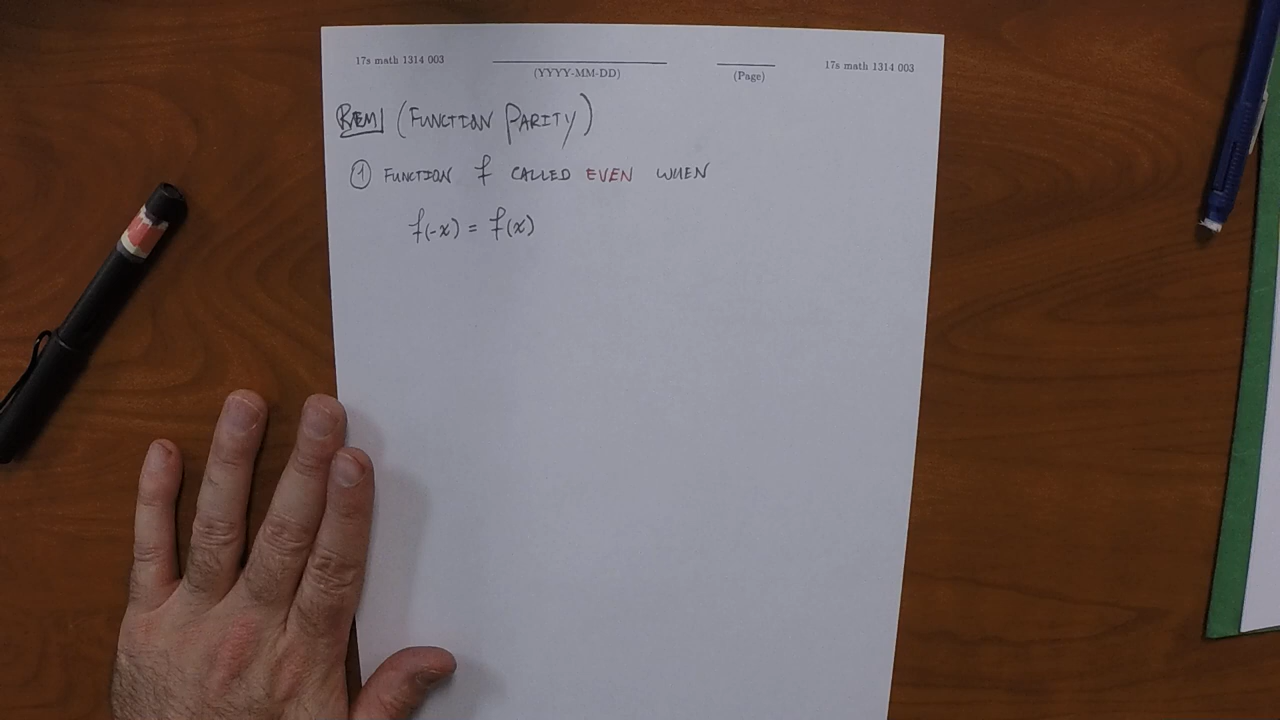 17s math 1314 003 (YYYY-MM-DD) (Page) 17s math 1314 003
REM (FUNCTION PARITY)
① FUNCTION f CALLED EVEN WHEN
f(-x) = f(x)